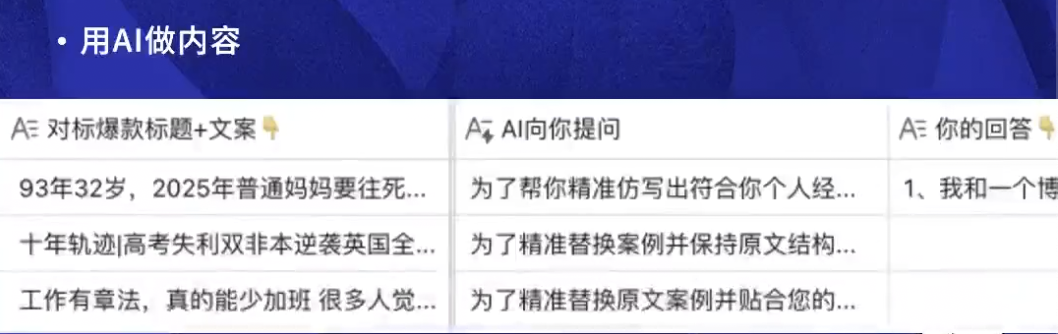 • 用AI做内容
对标爆款标题+文案👇 AI向你提问 你的回答👇
93年32岁，2025年普通妈妈要往死... 为了帮你精准仿写出符合你个人经... 1、我和一个博
十年轨迹|高考失利双非本逆袭英国全... 为了精准替换案例并保持原文结构...
工作有章法，真的能少加班 很多人觉... 为了精准替换原文案例并贴合您的...